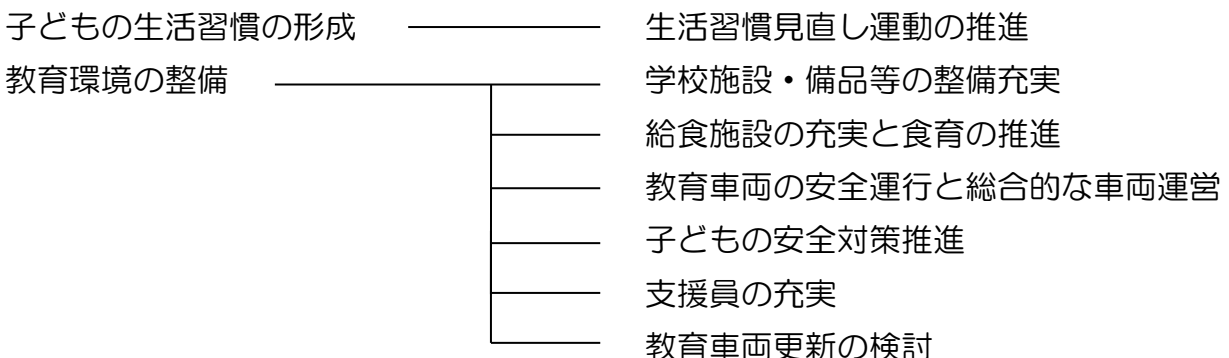 子どもの生活習慣の形成 生活習慣見直し運動の推進
教育環境の整備 学校施設・備品等の整備充実
給食施設の充実と食育の推進
教育車両の安全運行と総合的な車両運営
子どもの安全対策推進
支援員の充実
教育車両更新の検討